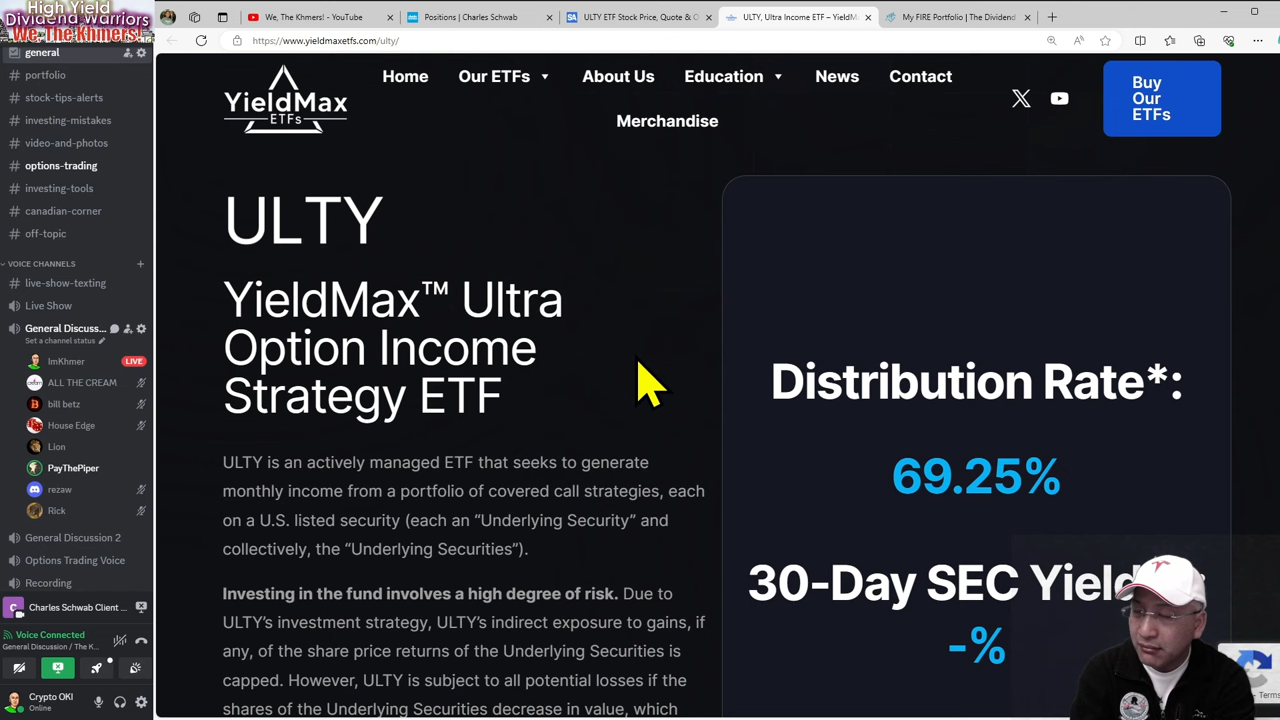 High Yield
Dividend Warriors
We, The Khmers!
general
portfolio
stock-tips-alerts
investing-mistakes
video-and-photos
options-trading
investing-tools
canadian-corner
off-topic
VOICE CHANNELS
live-show-texting
Live Show
General Discuss...
Set a channel status
ImKhmer
LIVE
ALL THE CREAM
bill betz
House Edge
Lion
PayThePiper
rezaw
Rick
General Discussion 2
Options Trading Voice
Recording
Charles Schwab Client ...
Voice Connected
General Discussion / The K...
Crypto OKI
Online
We, The Khmers! - YouTube
Positions | Charles Schwab
ULTY ETF Stock Price, Quote & O
ULTY, Ultra Income ETF – YieldM
My FIRE Portfolio | The Dividend
https://www.yieldmaxetfs.com/ulty/
YieldMax
ETFs
Home
Our ETFs
About Us
Education
News
Contact
Merchandise
Buy
Our
ETFs
ULTY
YieldMax™ Ultra
Option Income
Strategy ETF
ULTY is an actively managed ETF that seeks to generate
monthly income from a portfolio of covered call strategies, each
on a U.S. listed security (each an “Underlying Security” and
collectively, the “Underlying Securities”).
Investing in the fund involves a high degree of risk. Due to
ULTY’s investment strategy, ULTY’s indirect exposure to gains, if
any, of the share price returns of the Underlying Securities is
capped. However, ULTY is subject to all potential losses if the
shares of the Underlying Securities decrease in value, which
Distribution Rate*:
69.25%
30-Day SEC Yield
-%
Terms